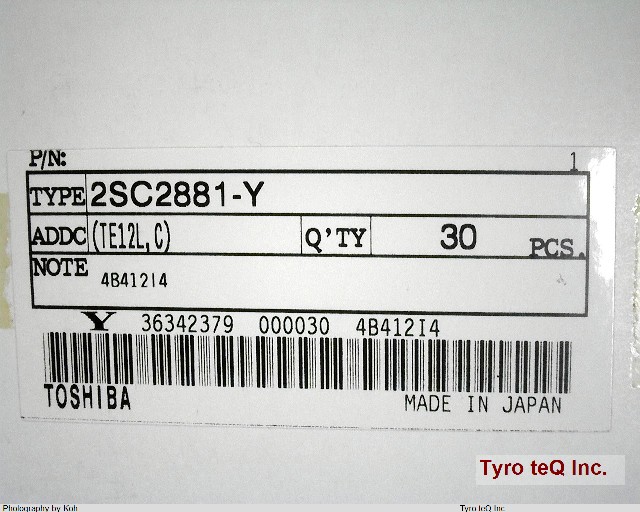 P/N: 1
TYPE 2SC2881-Y
ADDC (TE12L,C) Q'TY 30 PCS.
NOTE 4B41214
Y 36342379 000030 4B41214
TOSHIBA MADE IN JAPAN
Tyro teQ Inc.
Photography by Koh Tyro teQ Inc